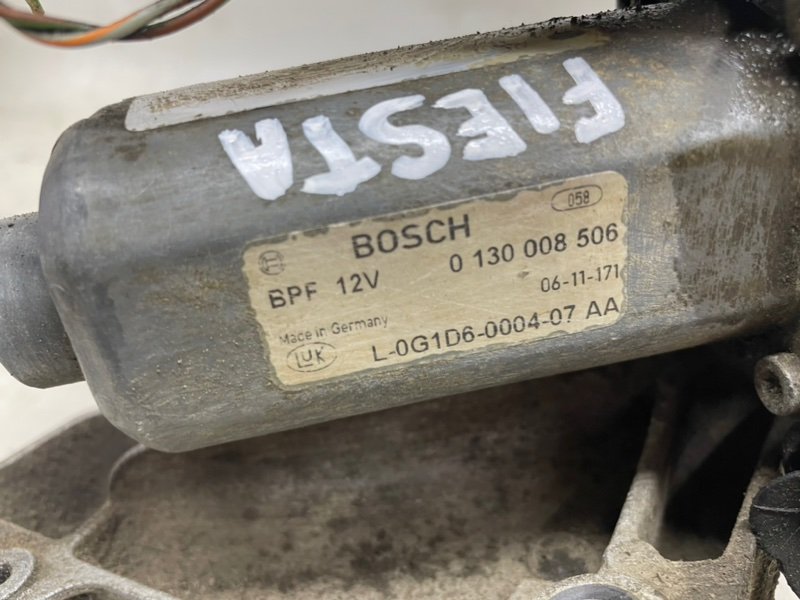 FIESTA
058
BOSCH
BPF 12V 0 130 008 506
06-11-171
Made in Germany
LUK L-0G1D6-0004-07 AA